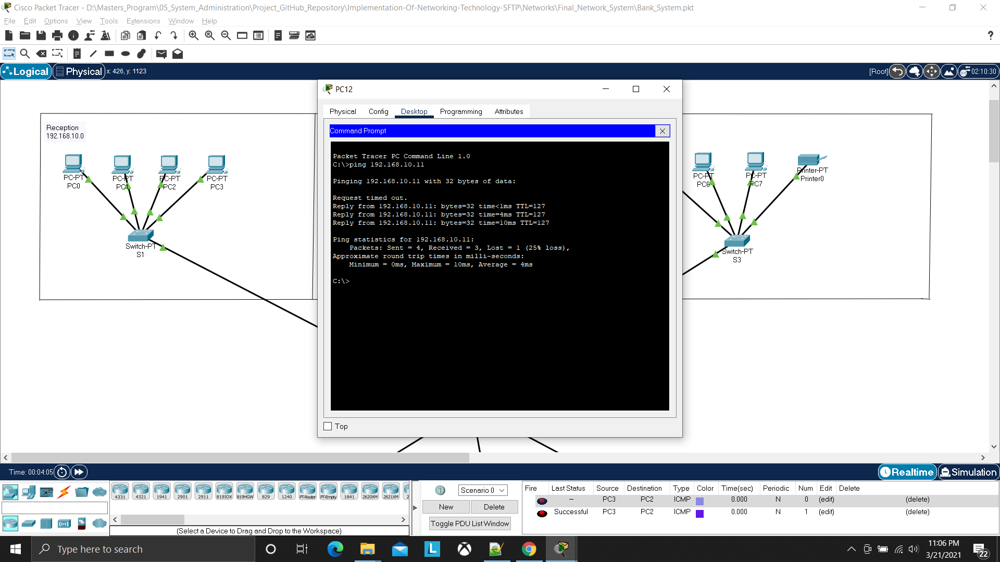 Cisco Packet Tracer - D:\Masters_Program\05_System_Administration\Project_GitHub_Repository\Implementation-Of-Networking-Technology-SFTP\Networks\Final_Network_System\Bank_System.pkt
File Edit Options View Tools Extensions Window Help
?
Logical Physical x: 426, y: 1123 [Root] 02:10:30
PC12
Physical Config Desktop Programming Attributes
Command Prompt X
Packet Tracer PC Command Line 1.0
C:\>ping 192.168.10.11
Pinging 192.168.10.11 with 32 bytes of data:
Request timed out.
Reply from 192.168.10.11: bytes=32 time<1ms TTL=127
Reply from 192.168.10.11: bytes=32 time=4ms TTL=127
Reply from 192.168.10.11: bytes=32 time=10ms TTL=127
Ping statistics for 192.168.10.11:
Packets: Sent = 4, Received = 3, Lost = 1 (25% loss),
Approximate round trip times in milli-seconds:
Minimum = 0ms, Maximum = 10ms, Average = 4ms
C:\>
Top
Reception
192.168.10.0
PC-PT
PC0
PC-PT
PC-PT
PC2
PC-PT
PC3
Switch-PT
S1
PC-PT
PC6
PC-PT
PC7
Printer-PT
Printer0
Switch-PT
S3
Time: 00:04:05 Realtime Simulation
4331 4321 1941 2901 2911 819IOX 819HGW 829 1240 PT-Router PT-Empty 1841 2620XM 2621XM
(Select a Device to Drag and Drop to the Workspace)
Scenario 0
New Delete
Toggle PDU List Window
Fire Last Status Source Destination Type Color Time(sec) Periodic Num Edit Delete
-- PC3 PC2 ICMP 0.000 N 0 (edit) (delete)
Successful PC3 PC2 ICMP 0.000 N 1 (edit) (delete)
Type here to search
L
11:06 PM
3/21/2021
22